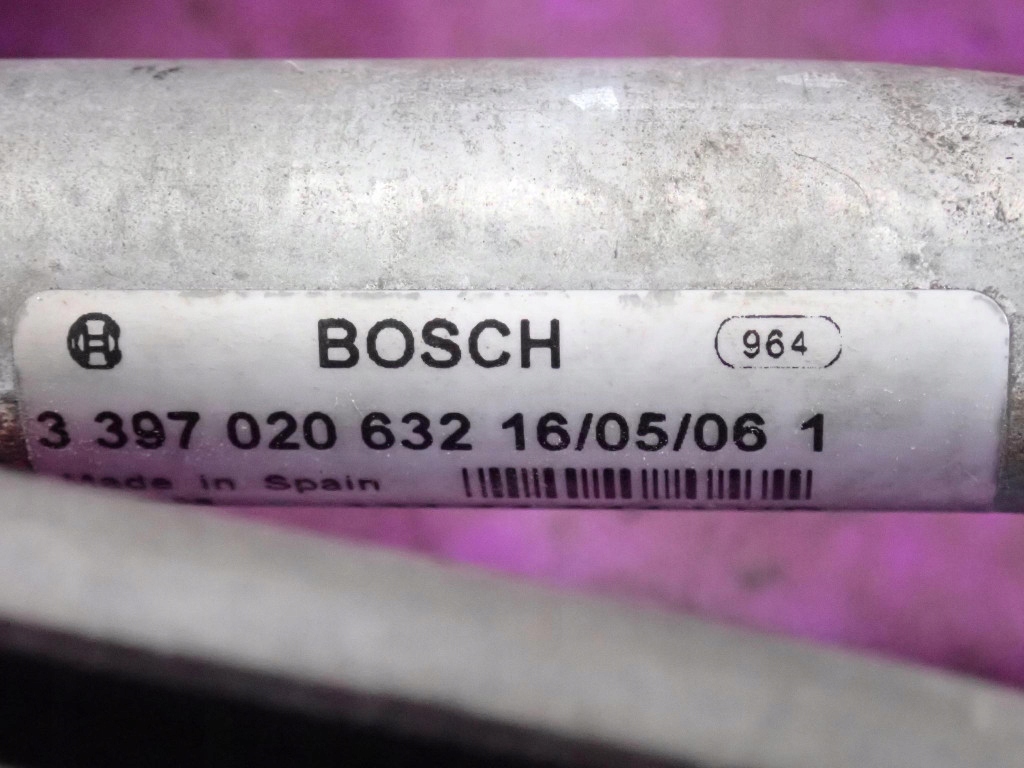 BOSCH 964
3 397 020 632 16/05/06 1
Made in Spain